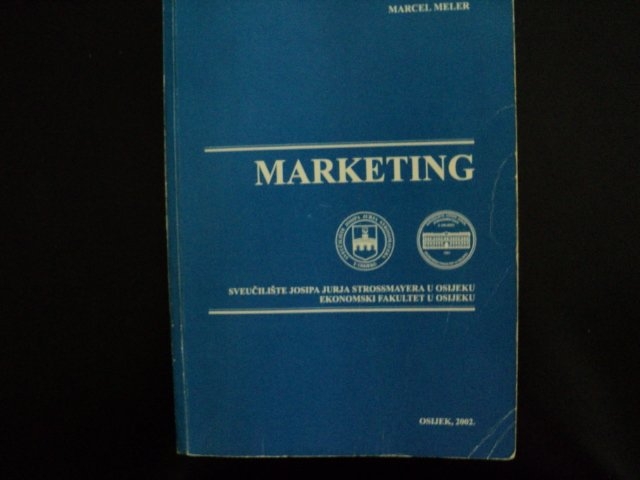 MARCEL MELER
MARKETING
SVEUČILIŠTE JOSIPA JURJA STROSSMAYERA U OSIJEKU
EKONOMSKI FAKULTET U OSIJEKU
OSIJEK, 2002.